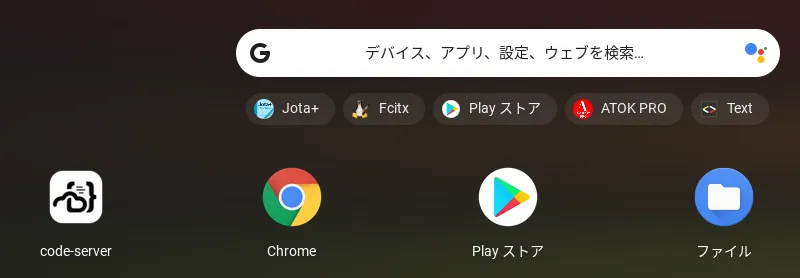 デバイス、アプリ、設定、ウェブを検索...
Jota+ Fcitx Play ストア ATOK PRO Text
code-server Chrome Play ストア ファイル